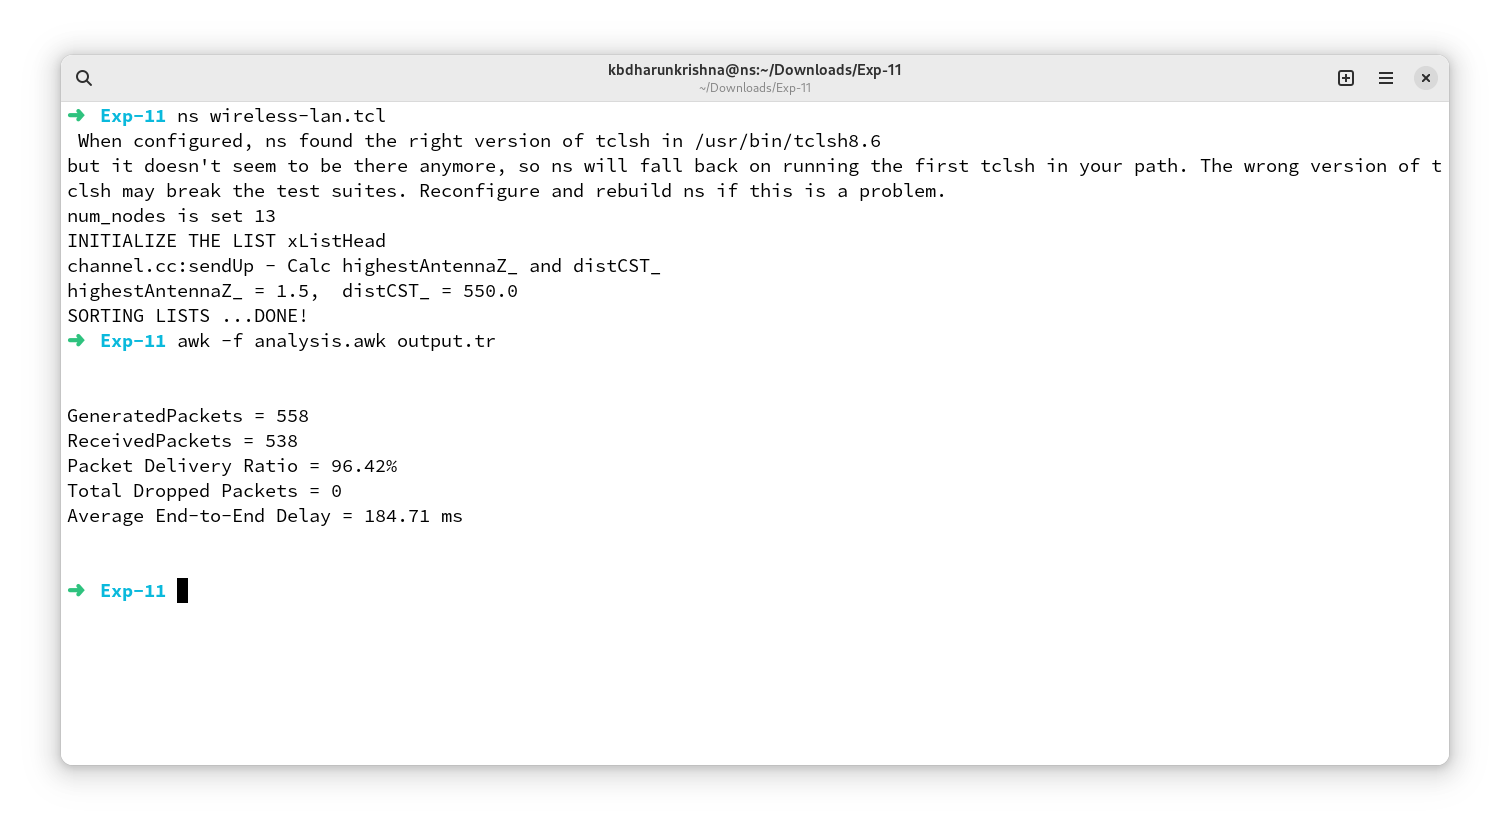 kbdharunkrishna@ns:~/Downloads/Exp-11
~/Downloads/Exp-11
➜ Exp-11 ns wireless-lan.tcl
When configured, ns found the right version of tclsh in /usr/bin/tclsh8.6
but it doesn't seem to be there anymore, so ns will fall back on running the first tclsh in your path. The wrong version of t
clsh may break the test suites. Reconfigure and rebuild ns if this is a problem.
num_nodes is set 13
INITIALIZE THE LIST xListHead
channel.cc:sendUp - Calc highestAntennaZ_ and distCST_
highestAntennaZ_ = 1.5,  distCST_ = 550.0
SORTING LISTS ...DONE!
➜ Exp-11 awk -f analysis.awk output.tr
GeneratedPackets = 558
ReceivedPackets = 538
Packet Delivery Ratio = 96.42%
Total Dropped Packets = 0
Average End-to-End Delay = 184.71 ms
➜ Exp-11